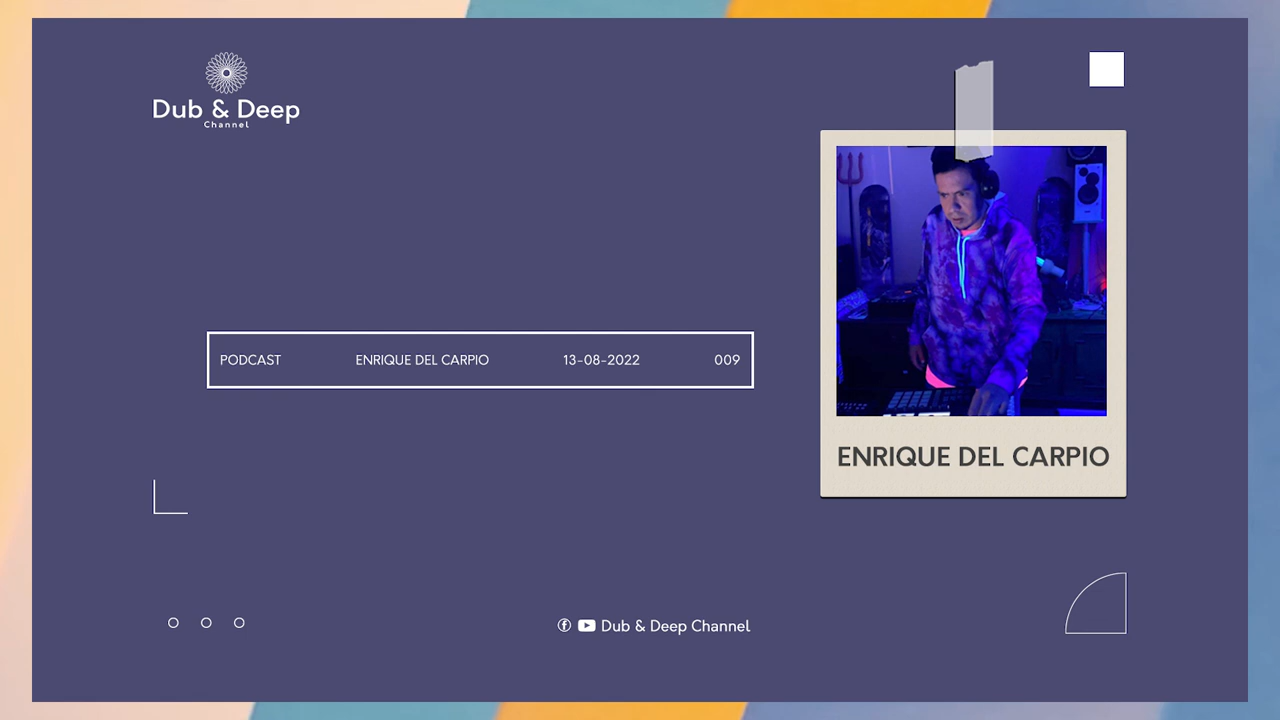 Dub & Deep
Channel
PODCAST ENRIQUE DEL CARPIO 13-08-2022 009
ENRIQUE DEL CARPIO
Dub & Deep Channel